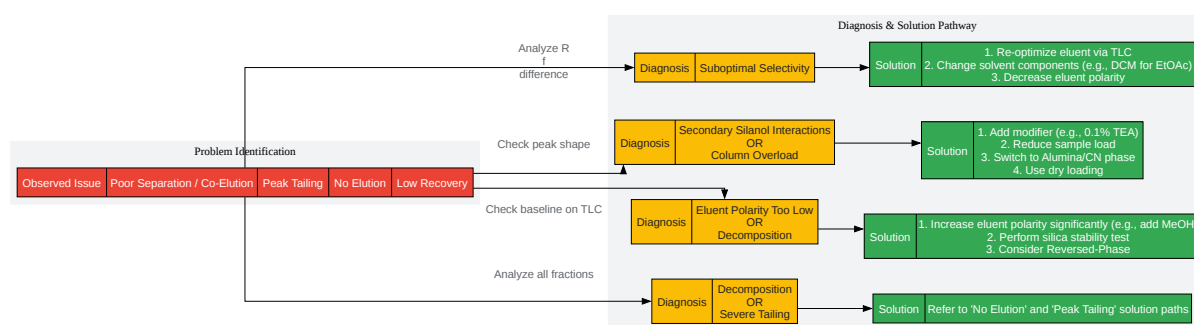 Diagnosis & Solution Pathway
Analyze R
f
difference
Diagnosis
Suboptimal Selectivity
Solution
1. Re-optimize eluent via TLC
2. Change solvent components (e.g., DCM for EtOAc)
3. Decrease eluent polarity
Problem Identification
Observed Issue
Poor Separation / Co-Elution
Peak Tailing
No Elution
Low Recovery
Check peak shape
Diagnosis
Secondary Silanol Interactions
OR
Column Overload
Solution
1. Add modifier (e.g., 0.1% TEA)
2. Reduce sample load
3. Switch to Alumina/CN phase
4. Use dry loading
Check baseline on TLC
Diagnosis
Eluent Polarity Too Low
OR
Decomposition
Solution
1. Increase eluent polarity significantly (e.g., add MeOH
2. Perform silica stability test
3. Consider Reversed-Phase
Analyze all fractions
Diagnosis
Decomposition
OR
Severe Tailing
Solution
Refer to 'No Elution' and 'Peak Tailing' solution paths